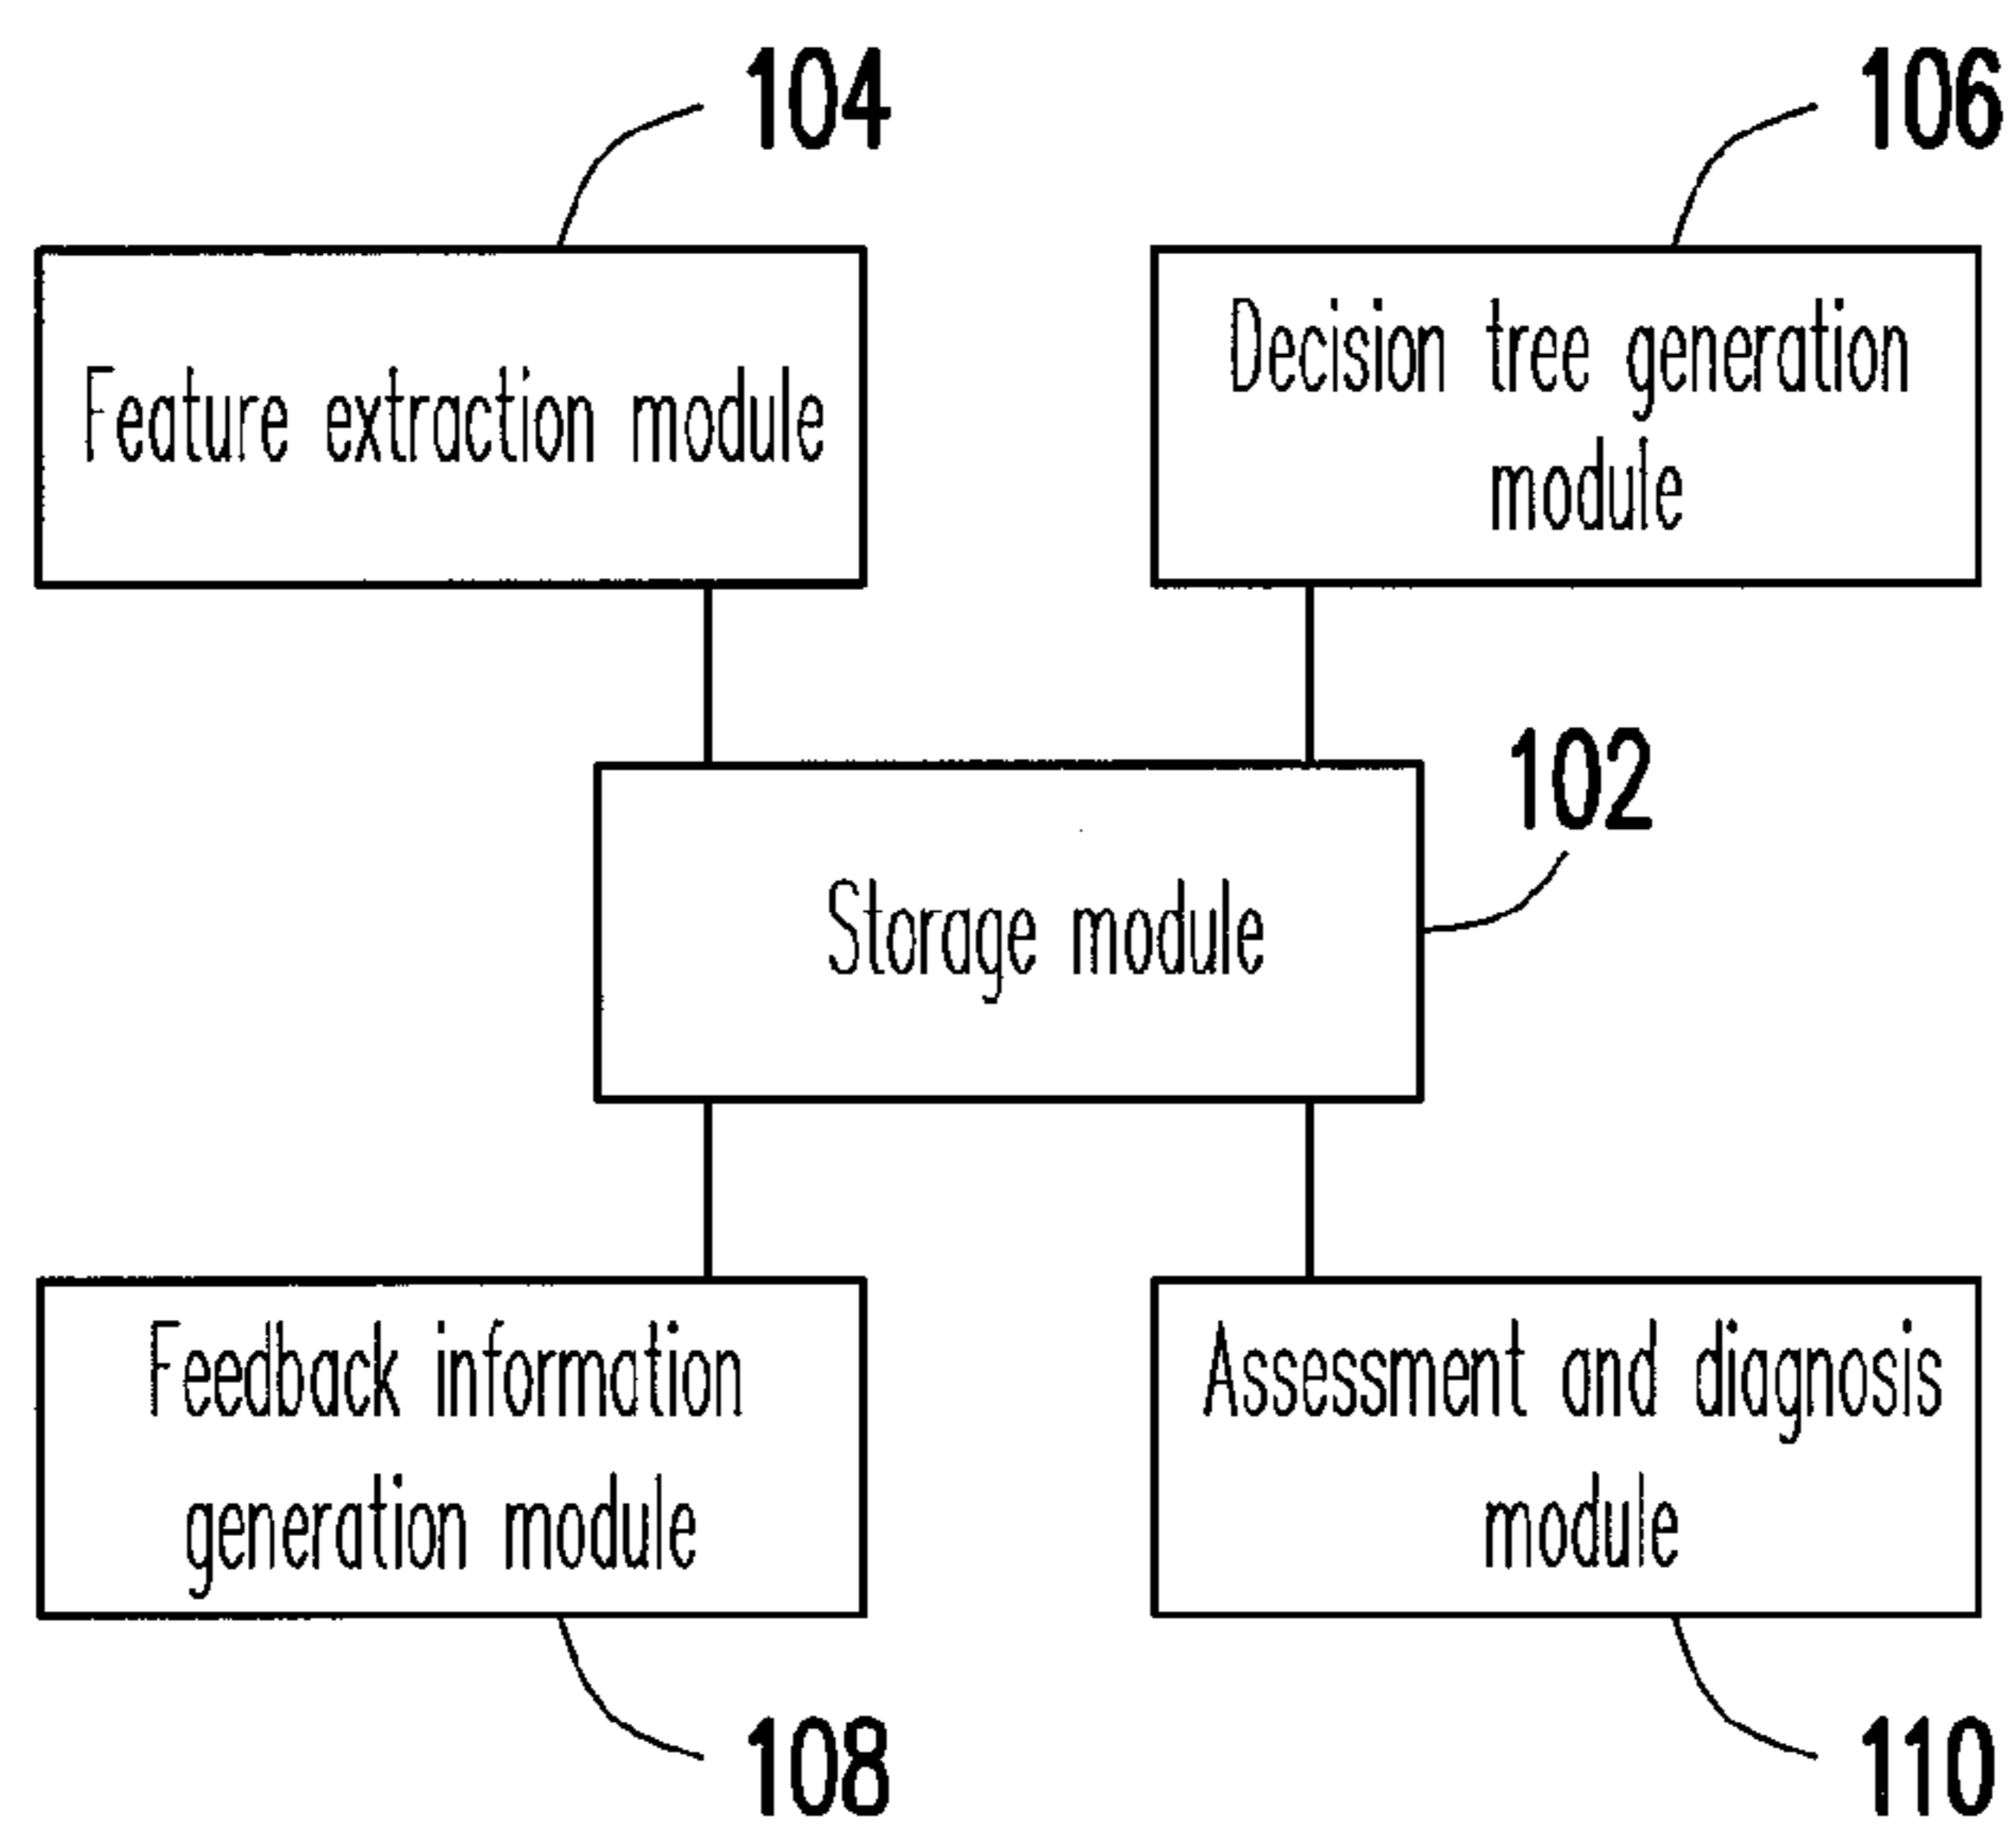 104
106
Feature extraction module
Decision tree generation
module
102
Storage module
Feedback information
generation module
Assessment and diagnosis
module
108
110